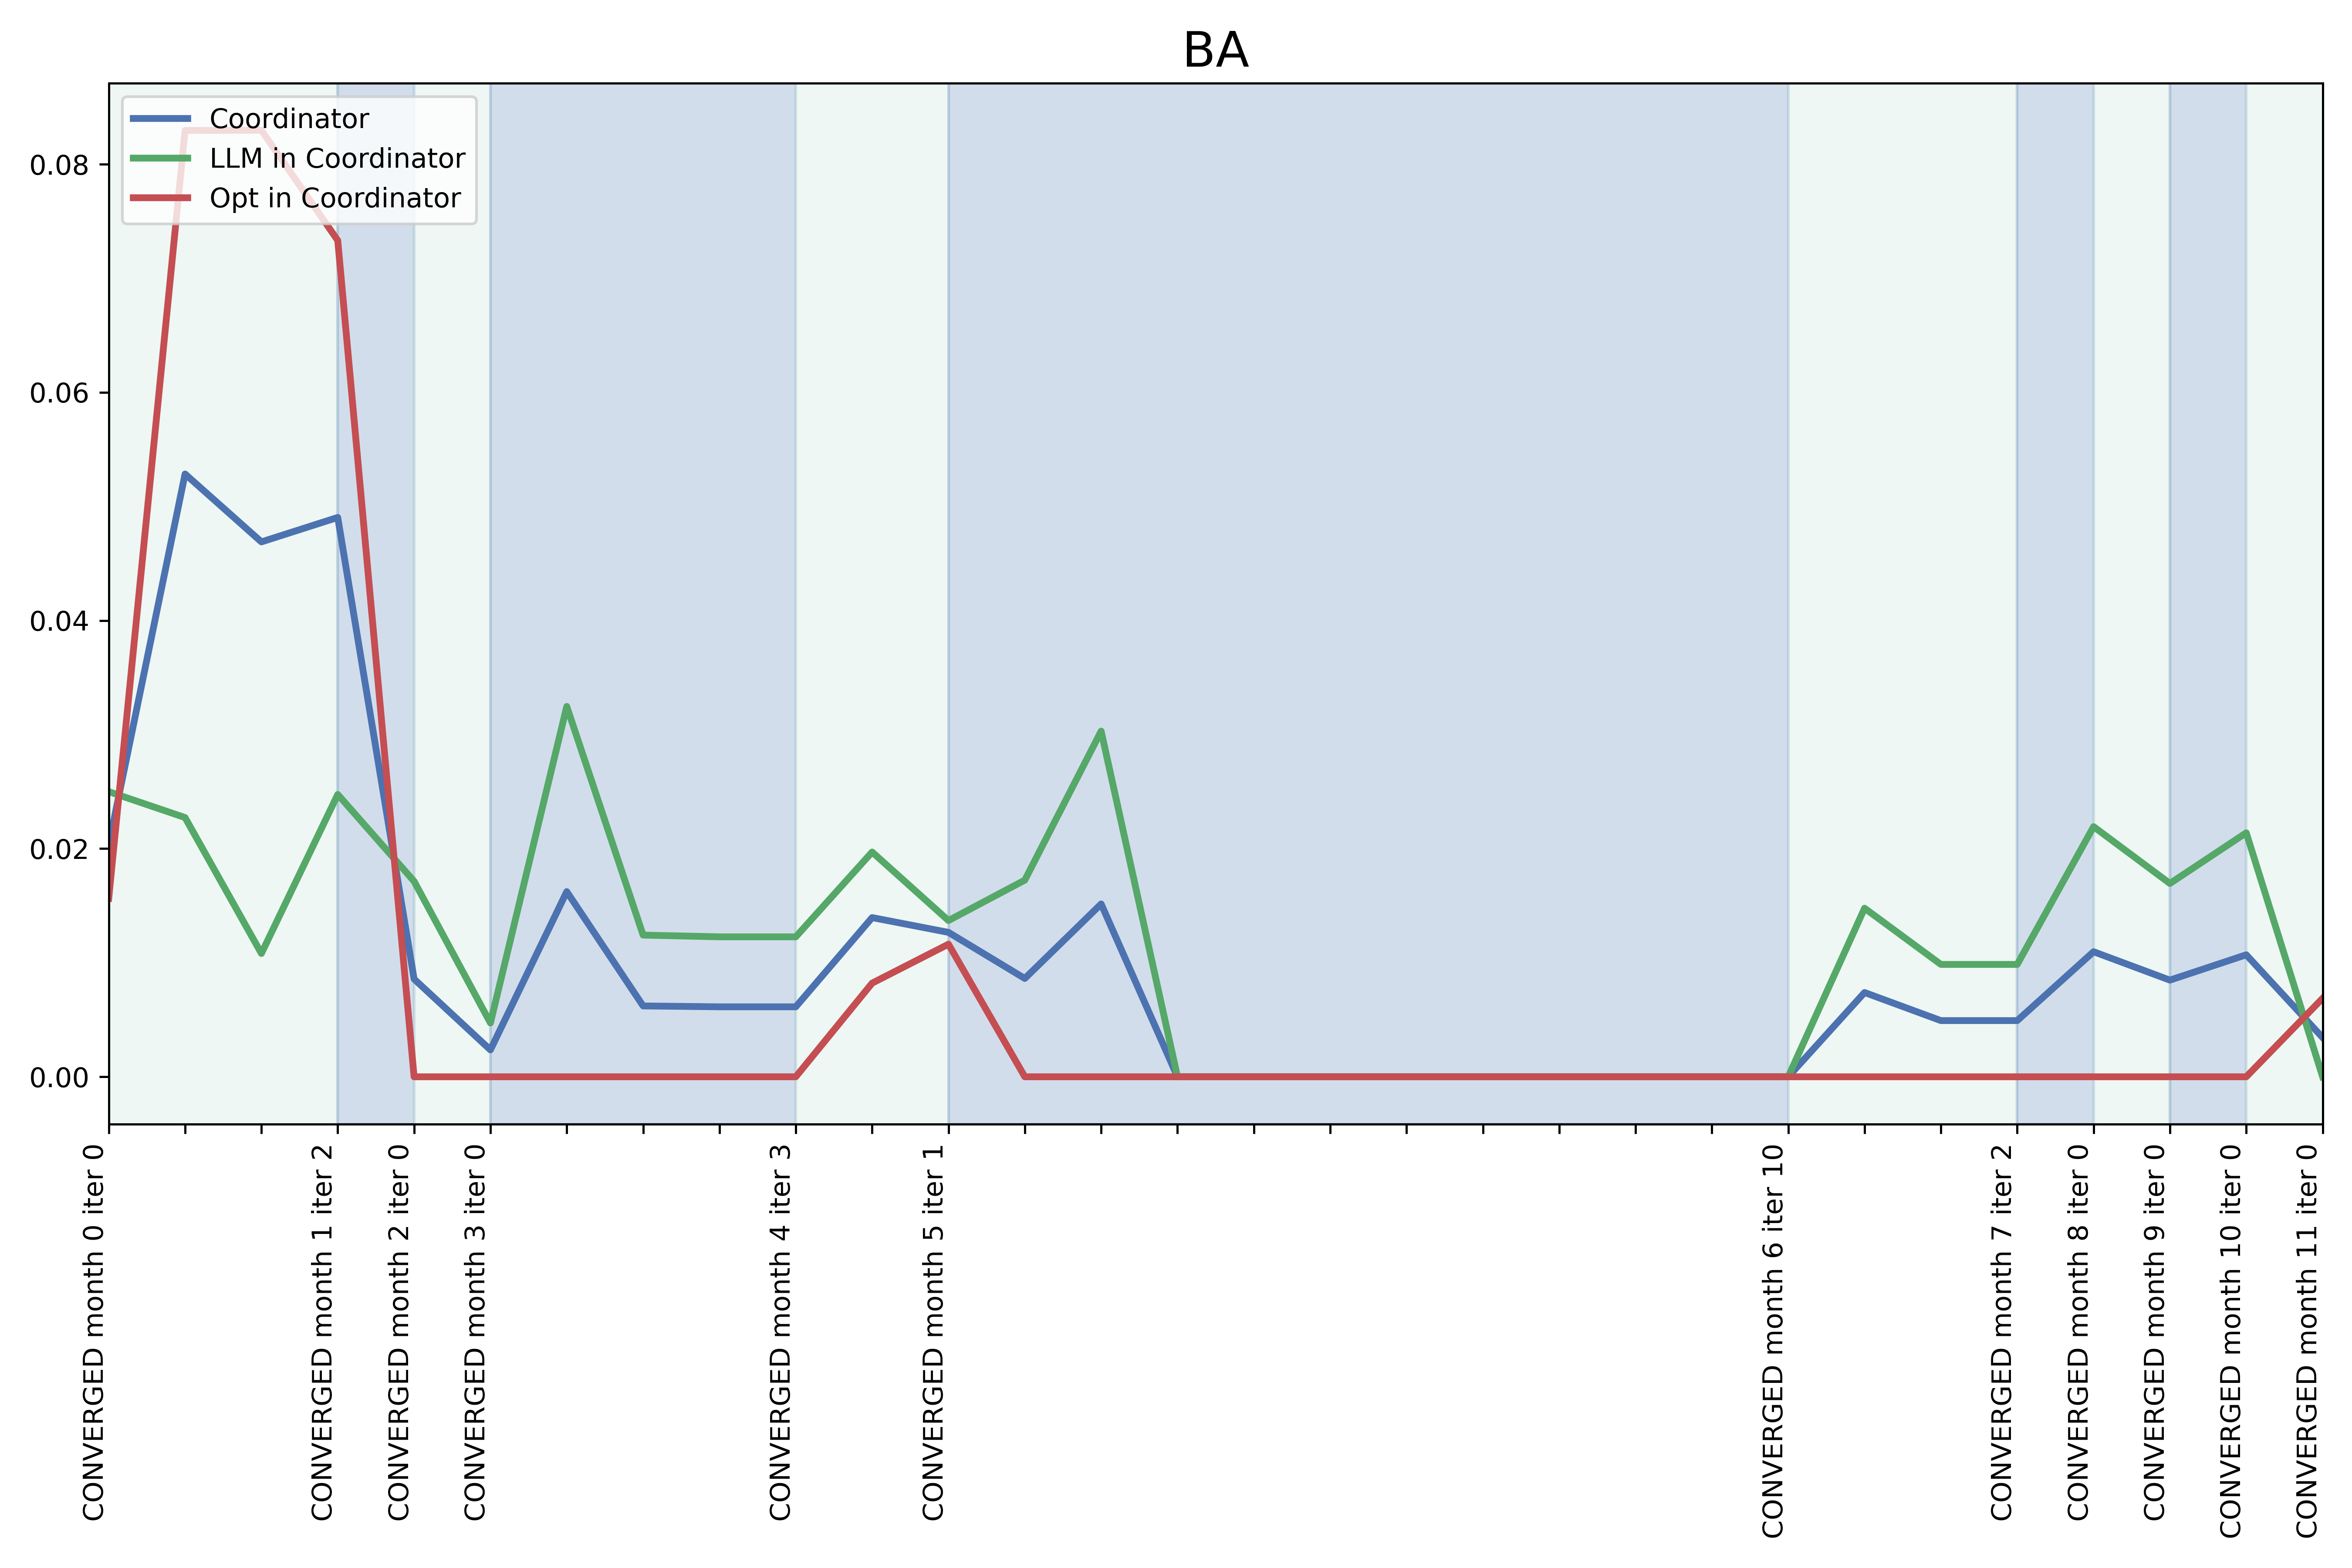 BA
Coordinator
LLM in Coordinator
Opt in Coordinator
0.08
0.06
0.04
0.02
0.00
CONVERGED month 0 iter 0
CONVERGED month 1 iter 2
CONVERGED month 2 iter 0
CONVERGED month 3 iter 0
CONVERGED month 4 iter 3
CONVERGED month 5 iter 1
CONVERGED month 6 iter 10
CONVERGED month 7 iter 2
CONVERGED month 8 iter 0
CONVERGED month 9 iter 0
CONVERGED month 10 iter 0
CONVERGED month 11 iter 0